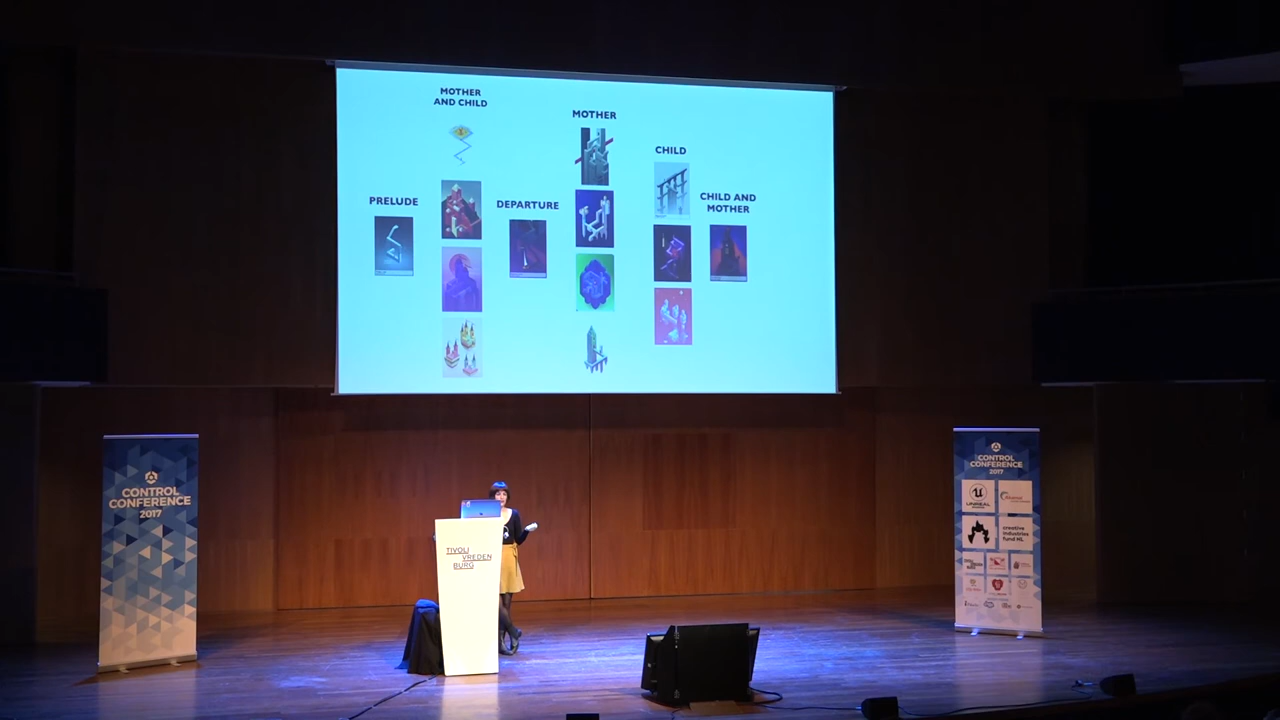 MOTHER
AND CHILD
MOTHER
CHILD
PRELUDE
DEPARTURE
CHILD AND
MOTHER
CONTROL
CONFERENCE
2017
TIVOLI
VREDEN
BURG
CONTROL
CONFERENCE
2017
UNREAL
creative
industries
fund NL